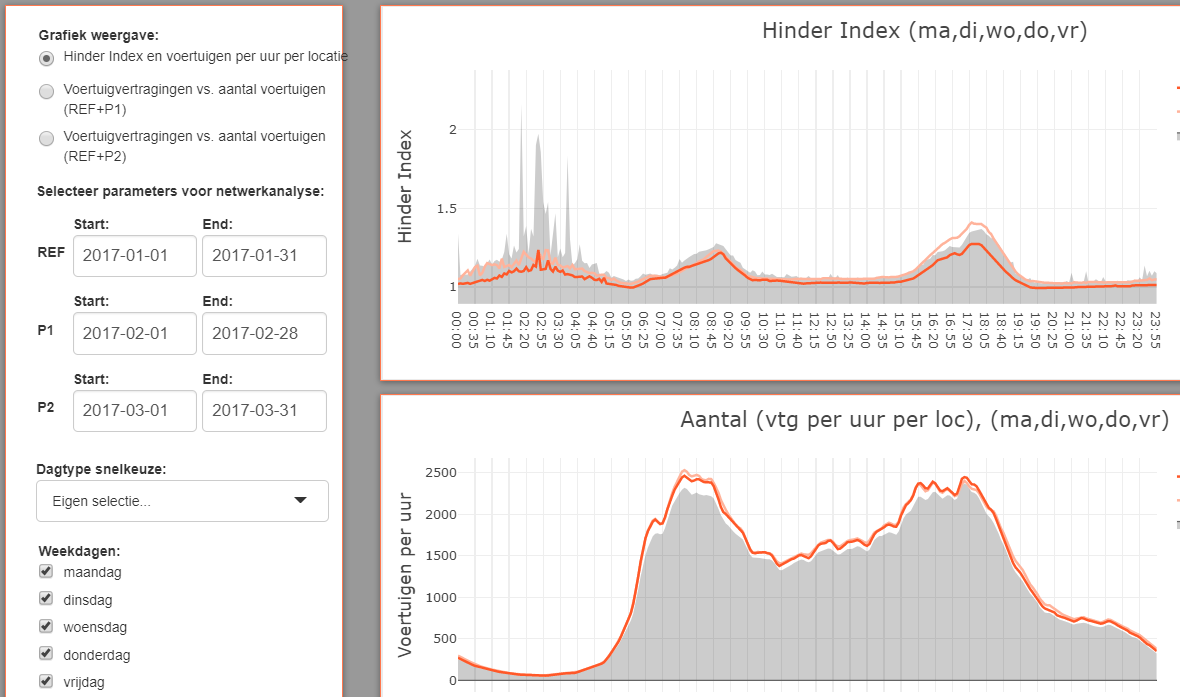 Grafiek weergave:
Hinder Index en voertuigen per uur per locatie
Voertuigvertragingen vs. aantal voertuigen
(REF+P1)
Voertuigvertragingen vs. aantal voertuigen
(REF+P2)
Selecteer parameters voor netwerkanalyse:
Start: End:
REF 2017-01-01 2017-01-31
Start: End:
P1 2017-02-01 2017-02-28
Start: End:
P2 2017-03-01 2017-03-31
Dagtype snelkeuze:
Eigen selectie...
Weekdagen:
maandag
dinsdag
woensdag
donderdag
vrijdag
Hinder Index (ma,di,wo,do,vr)
Hinder Index
2
1.5
1
00:00 00:35 01:10 01:45 02:20 02:55 03:30 04:05 04:40 05:15 05:50 06:25 07:00 07:35 08:10 08:45 09:20 09:55 10:30 11:05 11:40 12:15 12:50 13:25 14:00 14:35 15:10 15:45 16:20 16:55 17:30 18:05 18:40 19:15 19:50 20:25 21:00 21:35 22:10 22:45 23:20 23:55
Aantal (vtg per uur per loc), (ma,di,wo,do,vr)
Voertuigen per uur
2500
2000
1500
1000
500
0